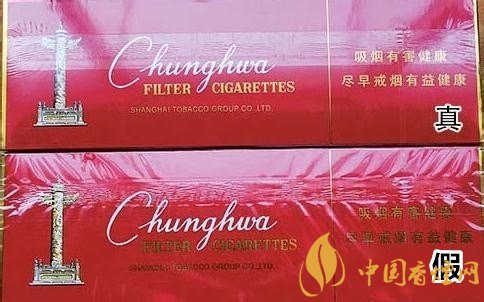 Chunghwa
FILTER CIGARETTES
SHANGHAI TOBACCO GROUP CO.,LTD.
吸烟有害健康
尽早戒烟有益健康
真
Chunghwa
FILTER CIGARETTES
SHANGHAI TOBACCO GROUP CO.,LTD.
吸烟有害健康
尽早戒烟有益健康
假
中国香烟网